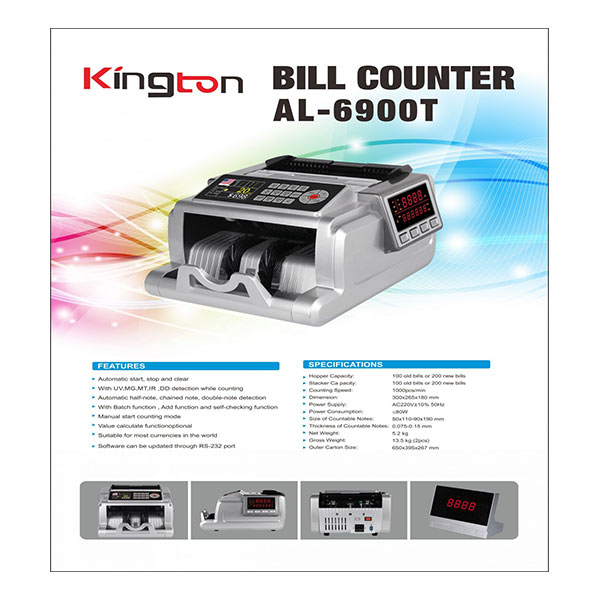 Kington
BILL COUNTER
AL-6900T
FEATURES
Automatic start, stop and clear
With UV,MG,MT,IR ,DD detection while counting
Automatic half-note, chained note, double-note detection
With Batch function , Add function and self-checking function
Manual start counting mode
Value calculate functionoptional
Suitable for most currencies in the world
Software can be updated through RS-232 port
SPECIFICATIONS
Hopper Capacity: 100 old bills or 200 new bills
Stacker Ca pacity: 100 old bills or 200 new bills
Counting Speed: 1000pcs/min
Dimension: 300x265x180 mm
Power Supply: AC220V±10% 50Hz
Power Consumption: ≤80W
Size of Countable Notes: 50x110-90x190 mm
Thickness of Countable Notes: 0.075-0.15 mm
Net Weight: 5.2 kg
Gross Weight: 13.5 kg (2pcs)
Outer Carton Size: 650x395x267 mm
8888